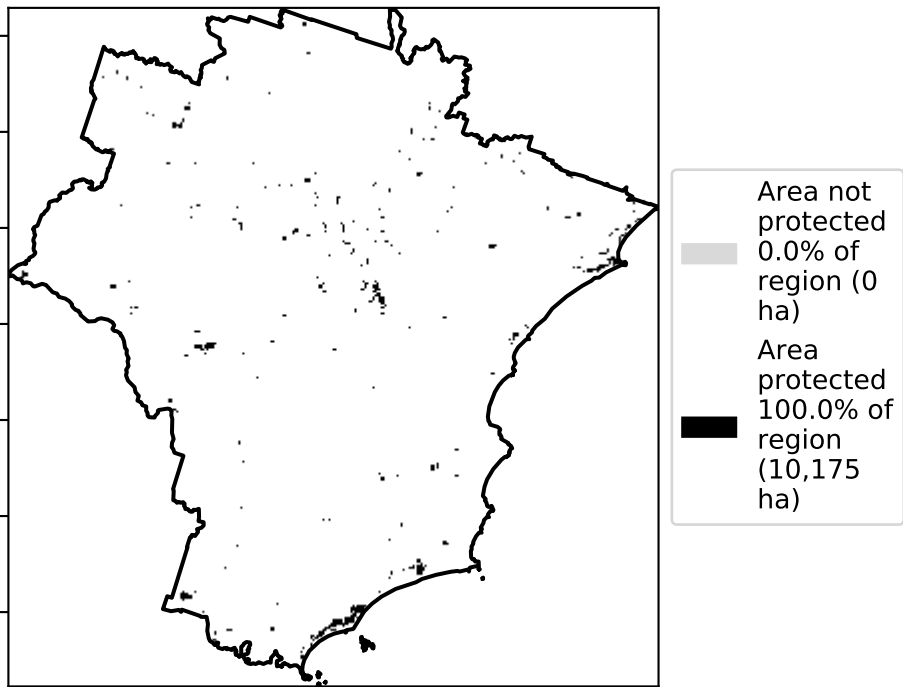 Area not
protected
0.0% of
region (0
ha)
Area
protected
100.0% of
region
(10,175
ha)